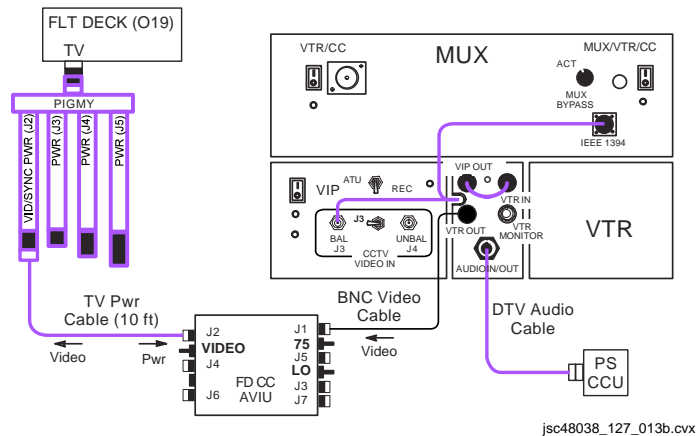 FLT DECK (O19)
TV
PIGMY
VID/SYNC PWR (J2)
PWR (J3)
PWR (J4)
PWR (J5)
VTR/CC
MUX
MUX/VTR/CC
ACT
MUX
BYPASS
IEEE 1394
VIP
ATU
REC
J3
BAL
J3
UNBAL
J4
CCTV
VIDEO IN
VIP OUT
VTR IN
VTR OUT
VTR
MONITOR
AUDIO IN/OUT
VTR
TV Pwr
Cable (10 ft)
Video
Pwr
BNC Video
Cable
Video
DTV Audio
Cable
J2
VIDEO
J4
J6
FD CC
AVIU
J1
75
J5
LO
J3
J7
PS
CCU
jsc48038_127_013b.cvx